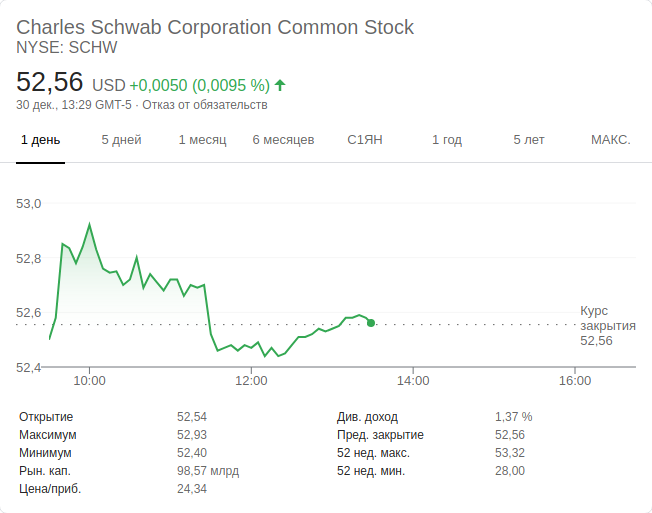 Charles Schwab Corporation Common Stock
NYSE: SCHW
52,56 USD +0,0050 (0,0095 %)
30 дек., 13:29 GMT-5 · Отказ от обязательств
1 день 5 дней 1 месяц 6 месяцев С1ЯН 1 год 5 лет МАКС.
53,0
52,8
52,6
52,4
Курс
закрытия
52,56
10:00 12:00 14:00 16:00
Открытие 52,54 Див. доход 1,37 %
Максимум 52,93 Пред. закрытие 52,56
Минимум 52,40 52 нед. макс. 53,32
Рын. кап. 98,57 млрд 52 нед. мин. 28,00
Цена/приб. 24,34